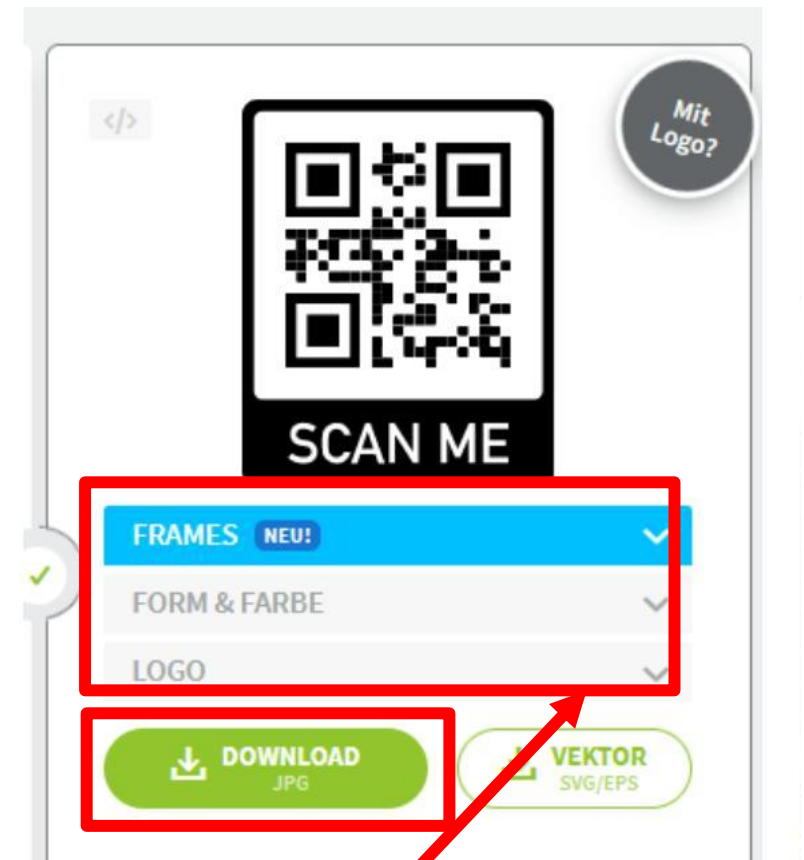 </>
Mit
Logo?
SCAN ME
FRAMES NEU!
FORM & FARBE
LOGO
DOWNLOAD
JPG
VEKTOR
SVG/EPS